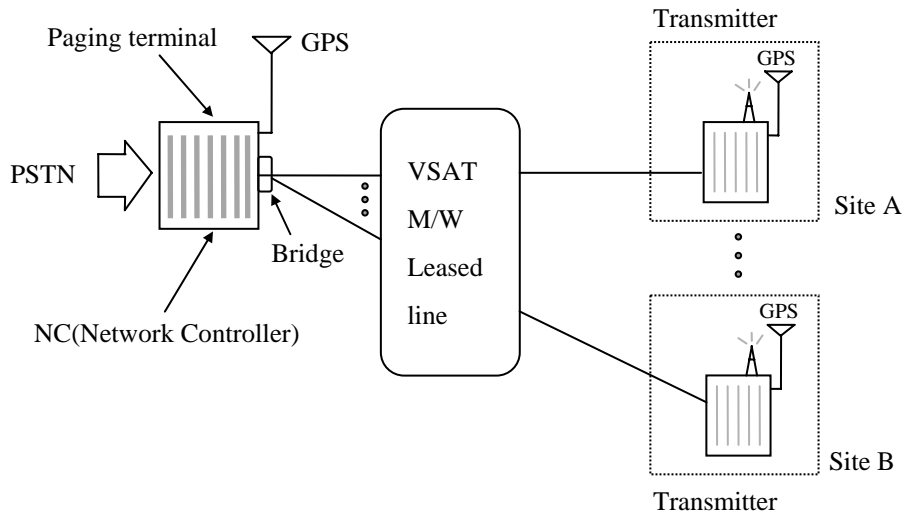 Paging terminal
GPS
PSTN
Bridge
NC(Network Controller)
VSAT
M/W
Leased
line
Transmitter
GPS
Site A
GPS
Site B
Transmitter